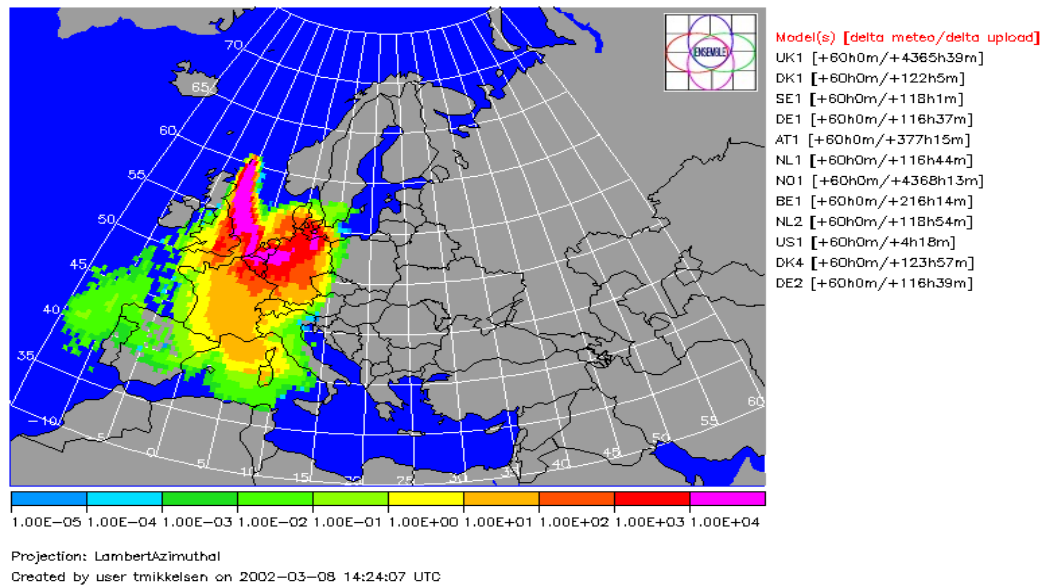 ENSEMBLE
70
65
60
55
50
45
40
35
-10
-5
0
5
10
15
20
25
30
35
40
45
50
55
60
Model(s) [delta meteo/delta upload]
UK1 [+60h0m/+4365h39m]
DK1 [+60h0m/+122h5m]
SE1 [+60h0m/+118h1m]
DE1 [+60h0m/+116h37m]
AT1 [+60h0m/+377h15m]
NL1 [+60h0m/+116h44m]
NO1 [+60h0m/+4368h13m]
BE1 [+60h0m/+216h14m]
NL2 [+60h0m/+118h54m]
US1 [+60h0m/+4h18m]
DK4 [+60h0m/+123h57m]
DE2 [+60h0m/+116h39m]
1.00E-05 1.00E-04 1.00E-03 1.00E-02 1.00E-01 1.00E+00 1.00E+01 1.00E+02 1.00E+03 1.00E+04
Projection: LambertAzimuthal
Created by user tmikkelsen on 2002-03-08 14:24:07 UTC